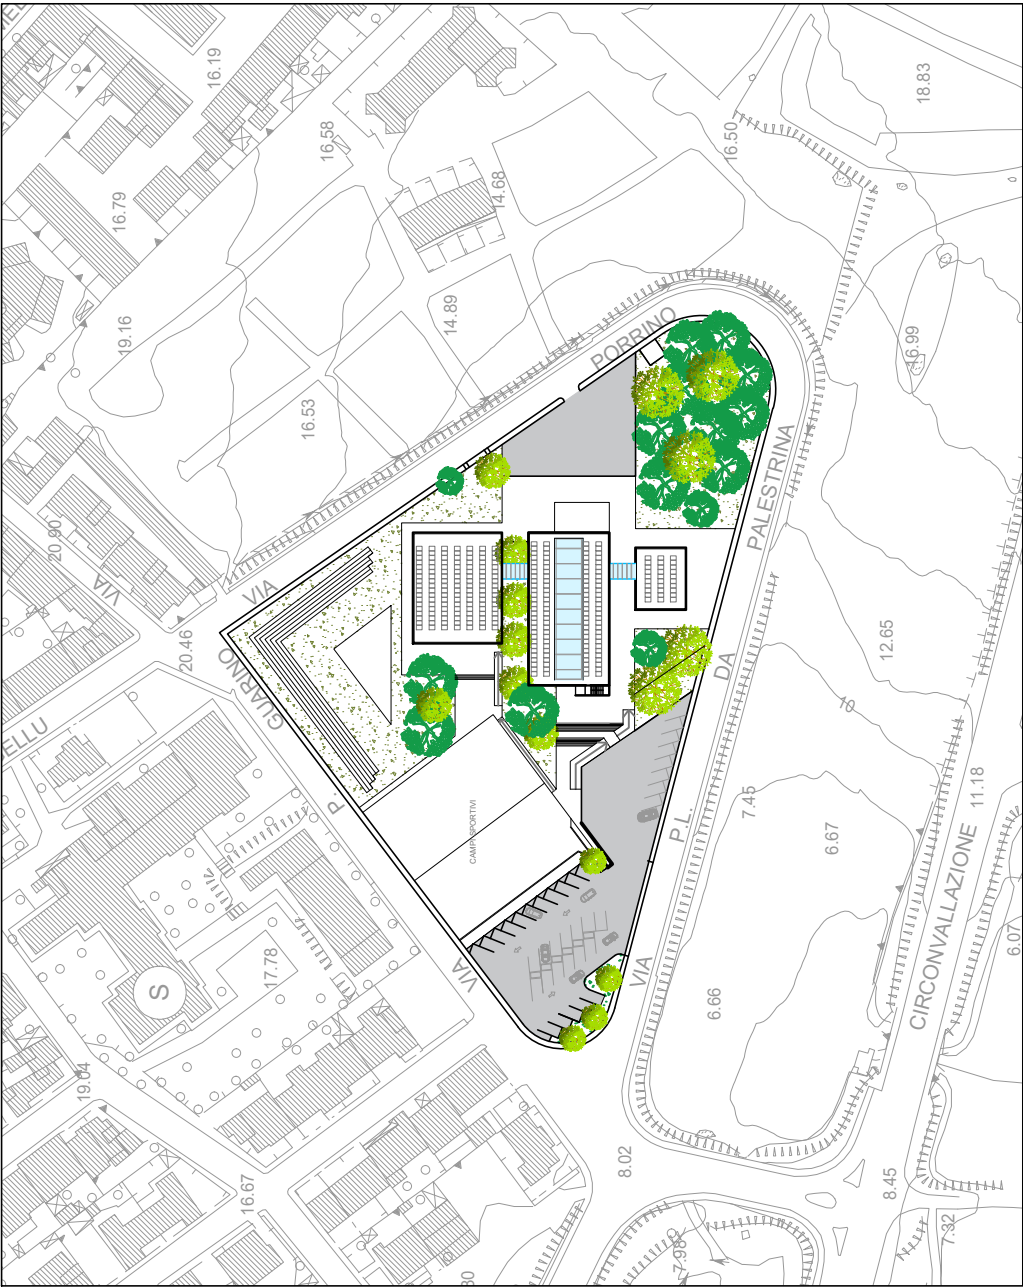 16.19
18.83
16.58
16.50
16.79
14.68
14.89
19.16
16.99
PORRINO
16.53
20.90
VIA
VIA
PALESTRINA
20.46
12.65
GUARINO
DA
10
P.
7.45
P.L.
11.18
CAMPI SPORTIVI
6.67
CIRCONVALLAZIONE
17.78
VIA
VIA
S
6.07
6.66
19.04
8.02
16.67
8.45
7.32
7.98